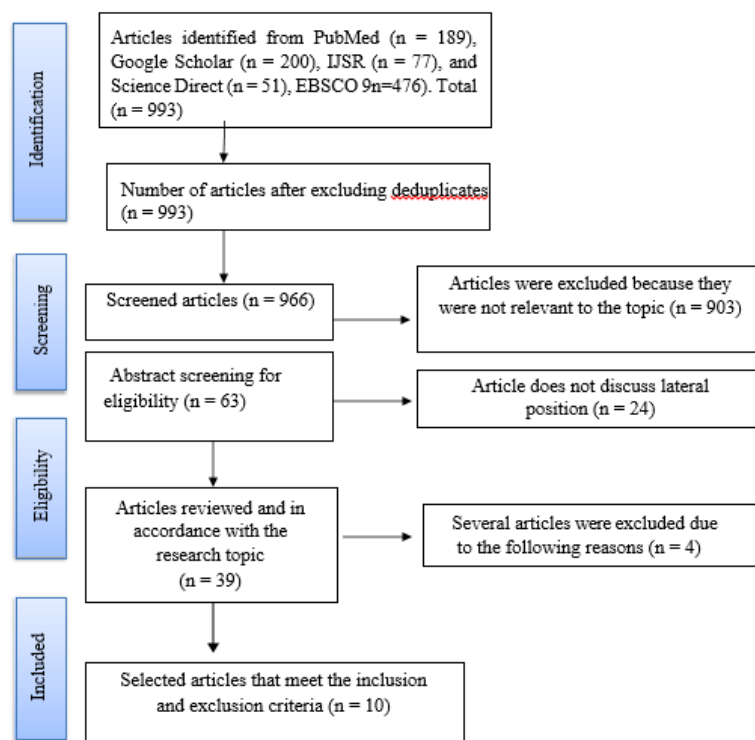 Identification
Articles identified from PubMed (n = 189),
Google Scholar (n = 200), IJSR (n = 77), and
Science Direct (n = 51), EBSCO 9n=476). Total
(n = 993)
Number of articles after excluding deduplicates
(n = 993)
Screening
Screened articles (n = 966)
Articles were excluded because they
were not relevant to the topic (n = 903)
Abstract screening for
eligibility (n = 63)
Article does not discuss lateral
position (n = 24)
Eligibility
Articles reviewed and in
accordance with the
research topic
(n = 39)
Several articles were excluded due
to the following reasons (n = 4)
Included
Selected articles that meet the inclusion
and exclusion criteria (n = 10)